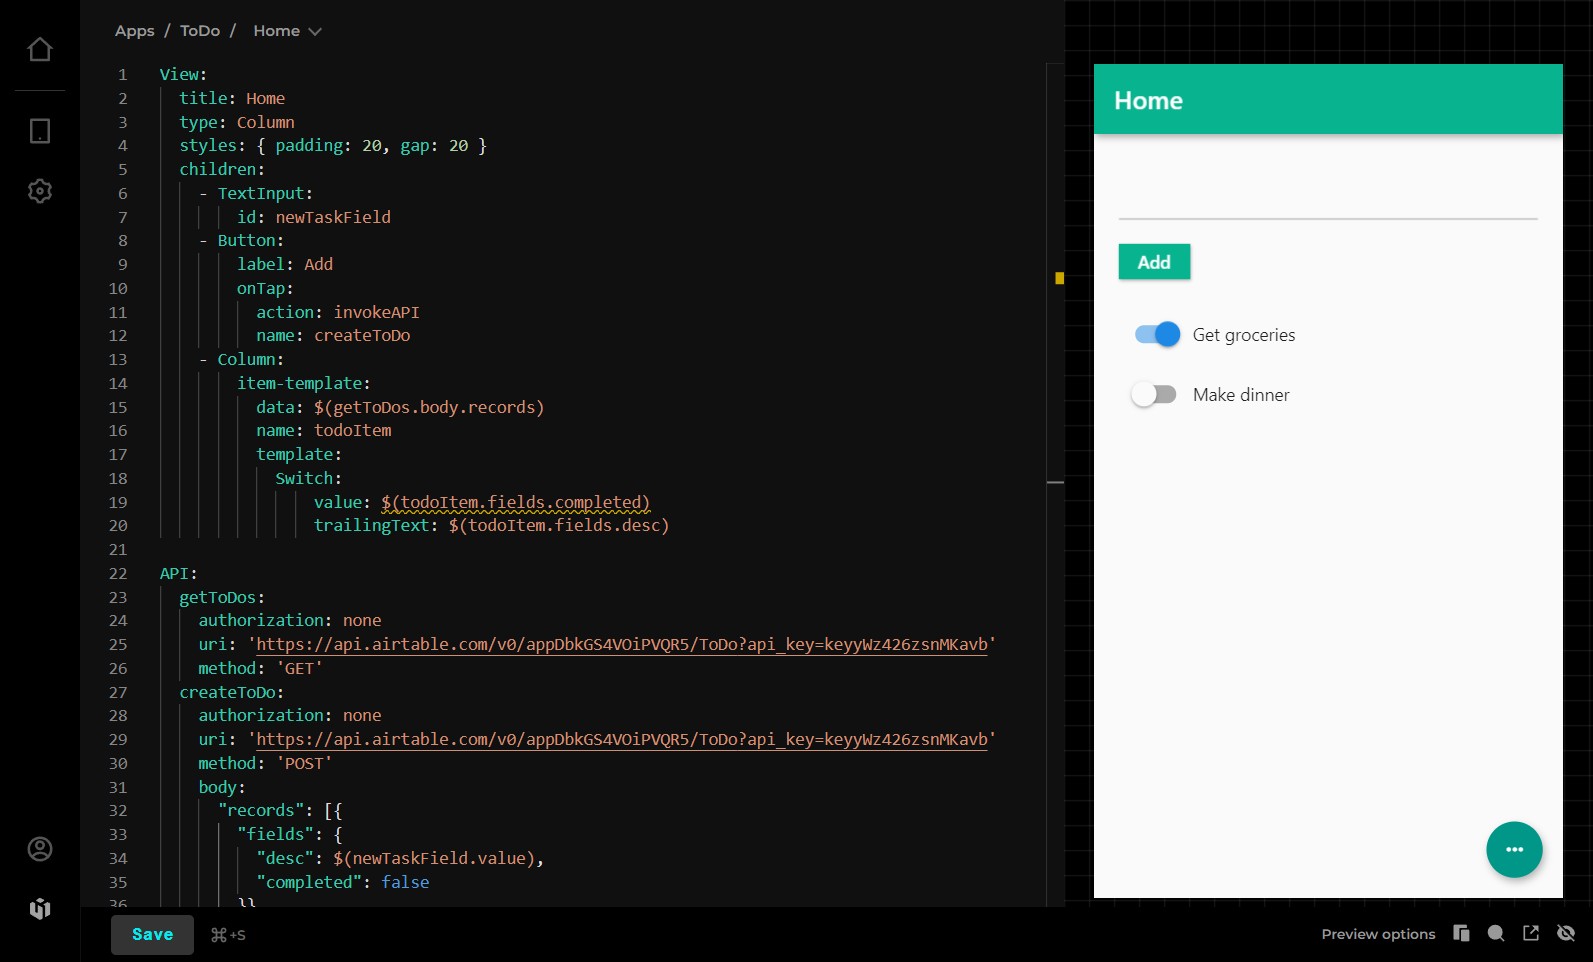 Apps / ToDo / Home
1 View:
2 title: Home
3 type: Column
4 styles: { padding: 20, gap: 20 }
5 children:
6 - TextInput:
7 id: newTaskField
8 - Button:
9 label: Add
10 onTap:
11 action: invokeAPI
12 name: createToDo
13 - Column:
14 item-template:
15 data: $(getToDos.body.records)
16 name: todoItem
17 template:
18 Switch:
19 value: $(todoItem.fields.completed)
20 trailingText: $(todoItem.fields.desc)
21
22 API:
23 getToDos:
24 authorization: none
25 uri: 'https://api.airtable.com/v0/appDbkGS4VOiPVQR5/ToDo?api_key=keyyWz426zsnMKavb'
26 method: 'GET'
27 createToDo:
28 authorization: none
29 uri: 'https://api.airtable.com/v0/appDbkGS4VOiPVQR5/ToDo?api_key=keyyWz426zsnMKavb'
30 method: 'POST'
31 body:
32 "records": [{
33 "fields": {
34 "desc": $(newTaskField.value),
35 "completed": false
36 }}
Save ⌘+S
Home
Add
Get groceries
Make dinner
Preview options